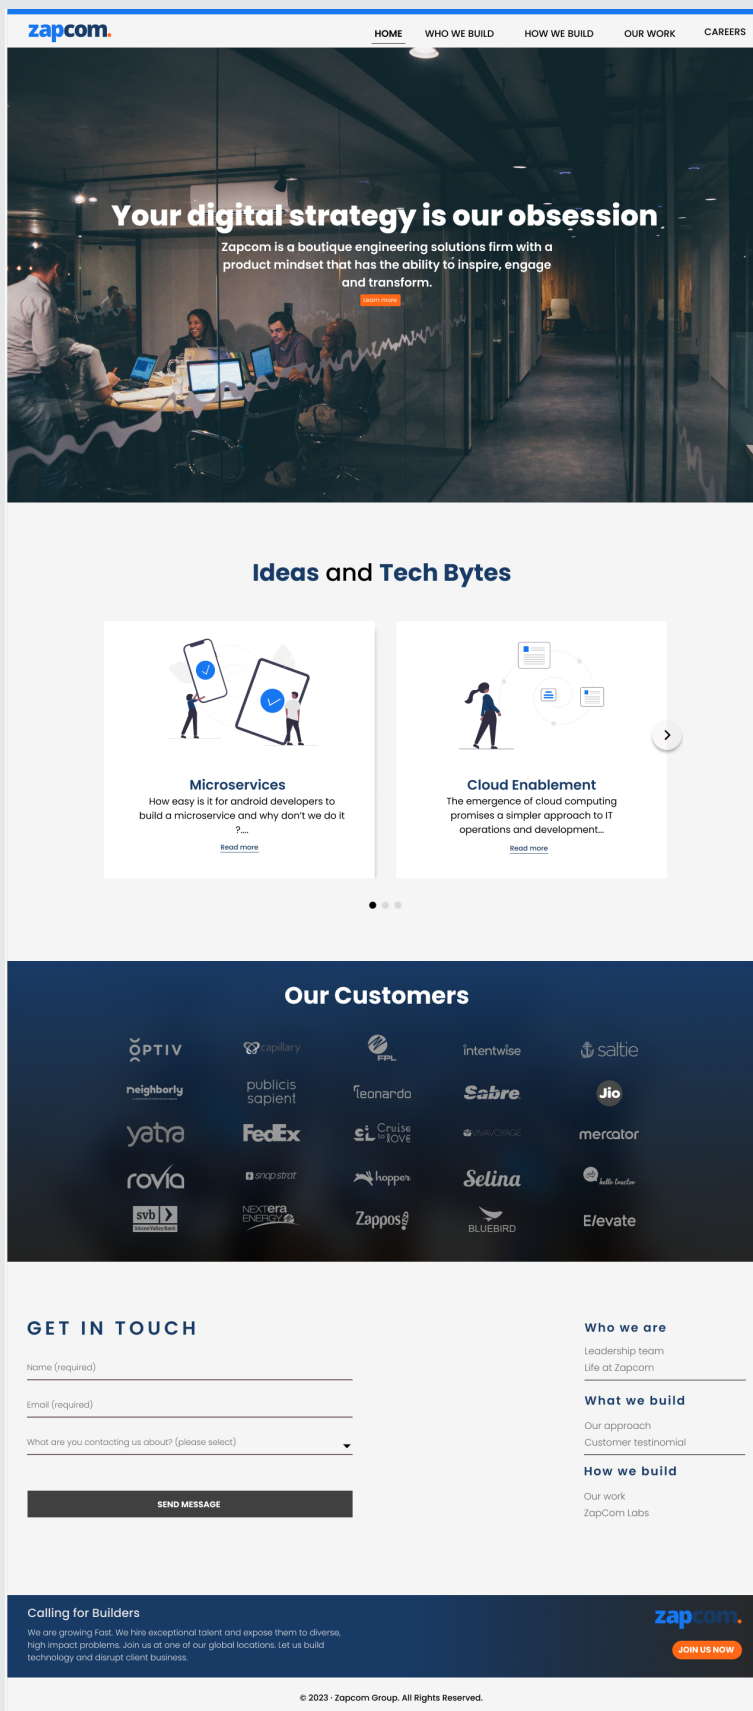 zapcom.
HOME WHO WE BUILD HOW WE BUILD OUR WORK CAREERS
Your digital strategy is our obsession
Zapcom is a boutique engineering solutions firm with a
product mindset that has the ability to inspire, engage
and transform.
Learn more
Ideas and Tech Bytes
Microservices
How easy is it for android developers to
build a microservice and why don't we do it
?....
Read more
Cloud Enablement
The emergence of cloud computing
promises a simpler approach to IT
operations and development...
Read more
Our Customers
OPTIV capillary FPL intentwise saltie
neighborly publicis sapient leonardo Sabre Jio
yatra FedEx Cruise to LOVE VIVAVOYAGE mercator
rovia snapstrat hopper Selina hello tractor
svb Silicon Valley Bank NEXTera ENERGY Zappos BLUEBIRD Elevate
GET IN TOUCH
Name (required)
Email (required)
What are you contacting us about? (please select)
SEND MESSAGE
Who we are
Leadership team
Life at Zapcom
What we build
Our approach
Customer testinomial
How we build
Our work
ZapCom Labs
Calling for Builders
We are growing Fast. We hire exceptional talent and expose them to diverse,
high impact problems. Join us at one of our global locations. Let us build
technology and disrupt client business.
zapcom.
JOIN US NOW
© 2023 · Zapcom Group. All Rights Reserved.